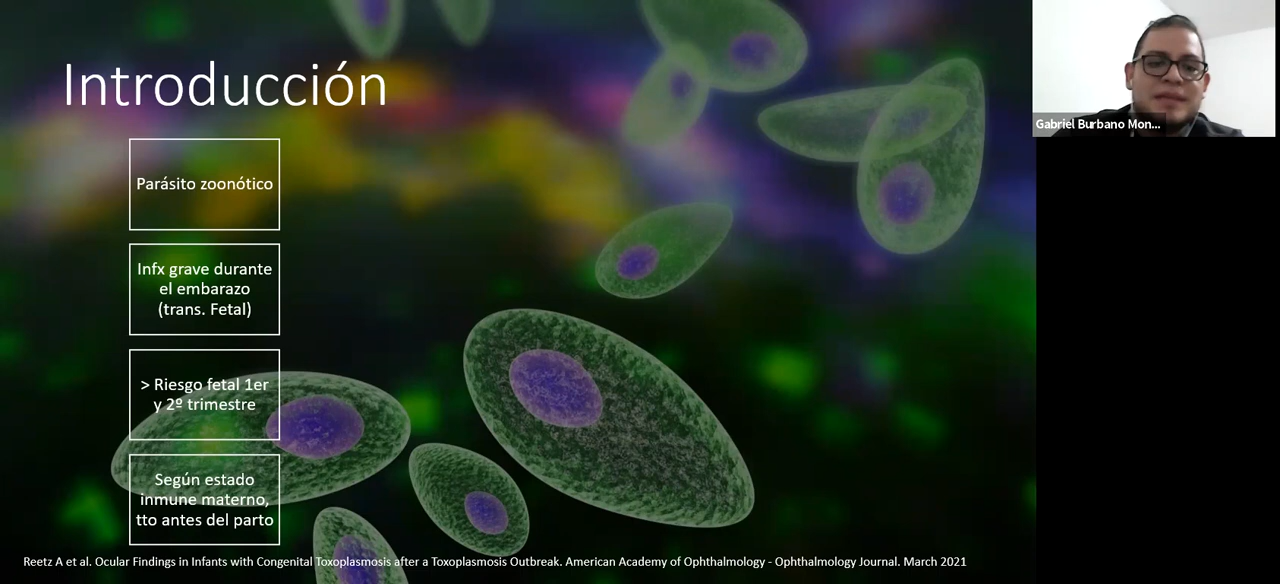 Introducción
Parásito zoonótico
Infx grave durante
el embarazo
(trans. Fetal)
> Riesgo fetal 1er
y 2º trimestre
Según estado
inmune materno,
tto antes del parto
Reetz A et al. Ocular Findings in Infants with Congenital Toxoplasmosis after a Toxoplasmosis Outbreak. American Academy of Ophthalmology - Ophthalmology Journal. March 2021
Gabriel Burbano Mon...